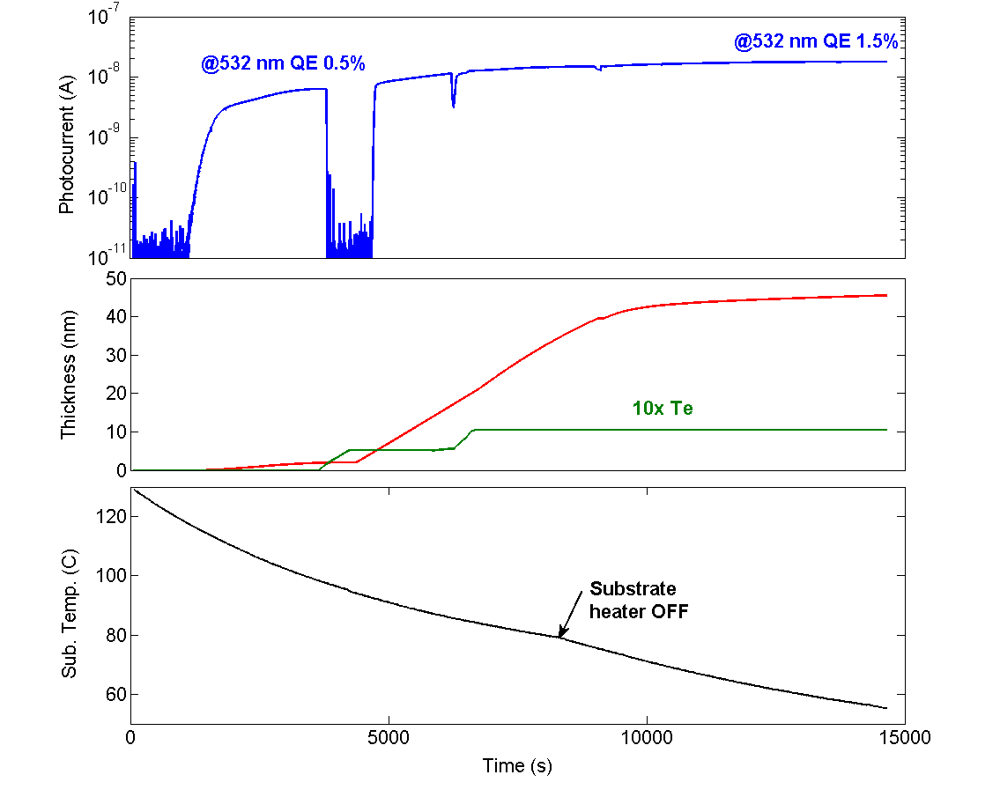 10^-7
@532 nm QE 1.5%
@532 nm QE 0.5%
10^-8
Photocurrent (A)
10^-9
10^-10
10^-11
50
40
Thickness (nm)
30
20
10x Te
10
0
120
100
Substrate
heater OFF
Sub. Temp. (C)
80
60
0 5000 10000 15000
Time (s)